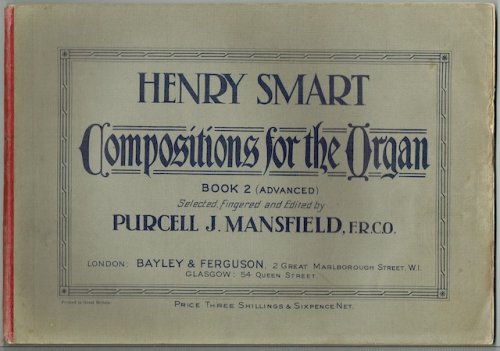 HENRY SMART
Compositions for the Organ
BOOK 2 (ADVANCED)
Selected, Fingered and Edited by
PURCELL J. MANSFIELD, F.R.C.O.
LONDON: BAYLEY & FERGUSON, 2 GREAT MARLBOROUGH STREET, W.1.
GLASGOW: 54 QUEEN STREET.
Printed in Great Britain.
PRICE THREE SHILLINGS & SIXPENCE NET.